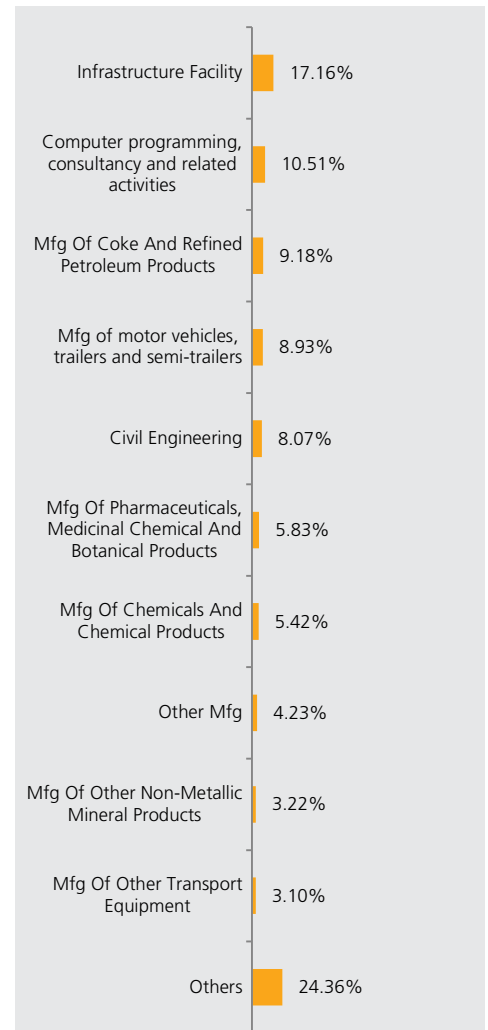 Infrastructure Facility 17.16%
Computer programming,
consultancy and related
activities
10.51%
Mfg Of Coke And Refined
Petroleum Products
9.18%
Mfg of motor vehicles,
trailers and semi-trailers
8.93%
Civil Engineering 8.07%
Mfg Of Pharmaceuticals,
Medicinal Chemical And
Botanical Products
5.83%
Mfg Of Chemicals And
Chemical Products
5.42%
Other Mfg 4.23%
Mfg Of Other Non-Metallic
Mineral Products
3.22%
Mfg Of Other Transport
Equipment
3.10%
Others 24.36%